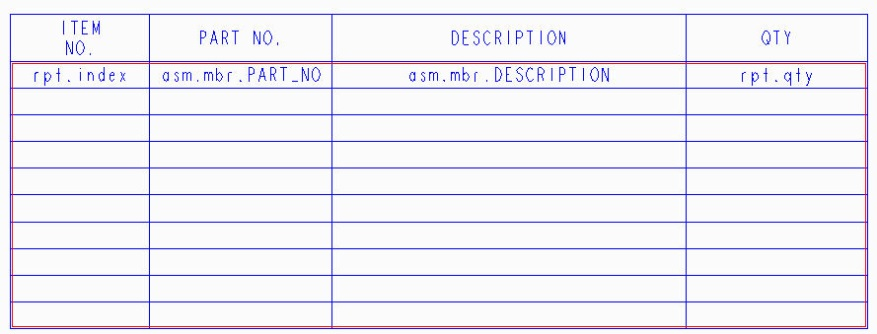 ITEM
NO.
PART NO.
DESCRIPTION
QTY
rpt.index
asm.mbr.PART_NO
asm.mbr.DESCRIPTION
rpt.qty